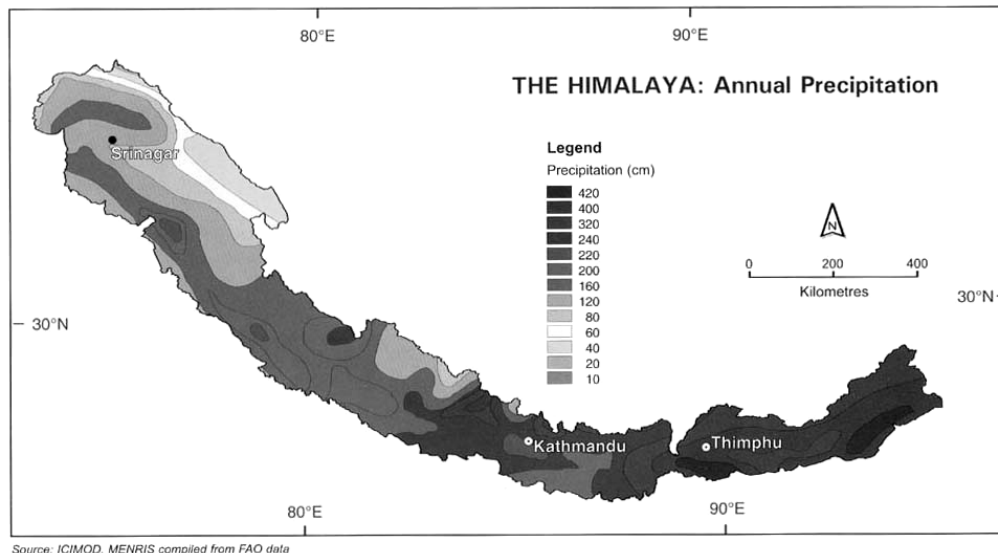 80°E
90°E
THE HIMALAYA: Annual Precipitation
Srinagar
Legend
Precipitation (cm)
420
400
320
240
220
200
160
120
80
60
40
20
10
N
0 200 400
Kilometres
30°N
30°N
Kathmandu
Thimphu
80°E
90°E
Source: ICIMOD, MENRIS compiled from FAO data